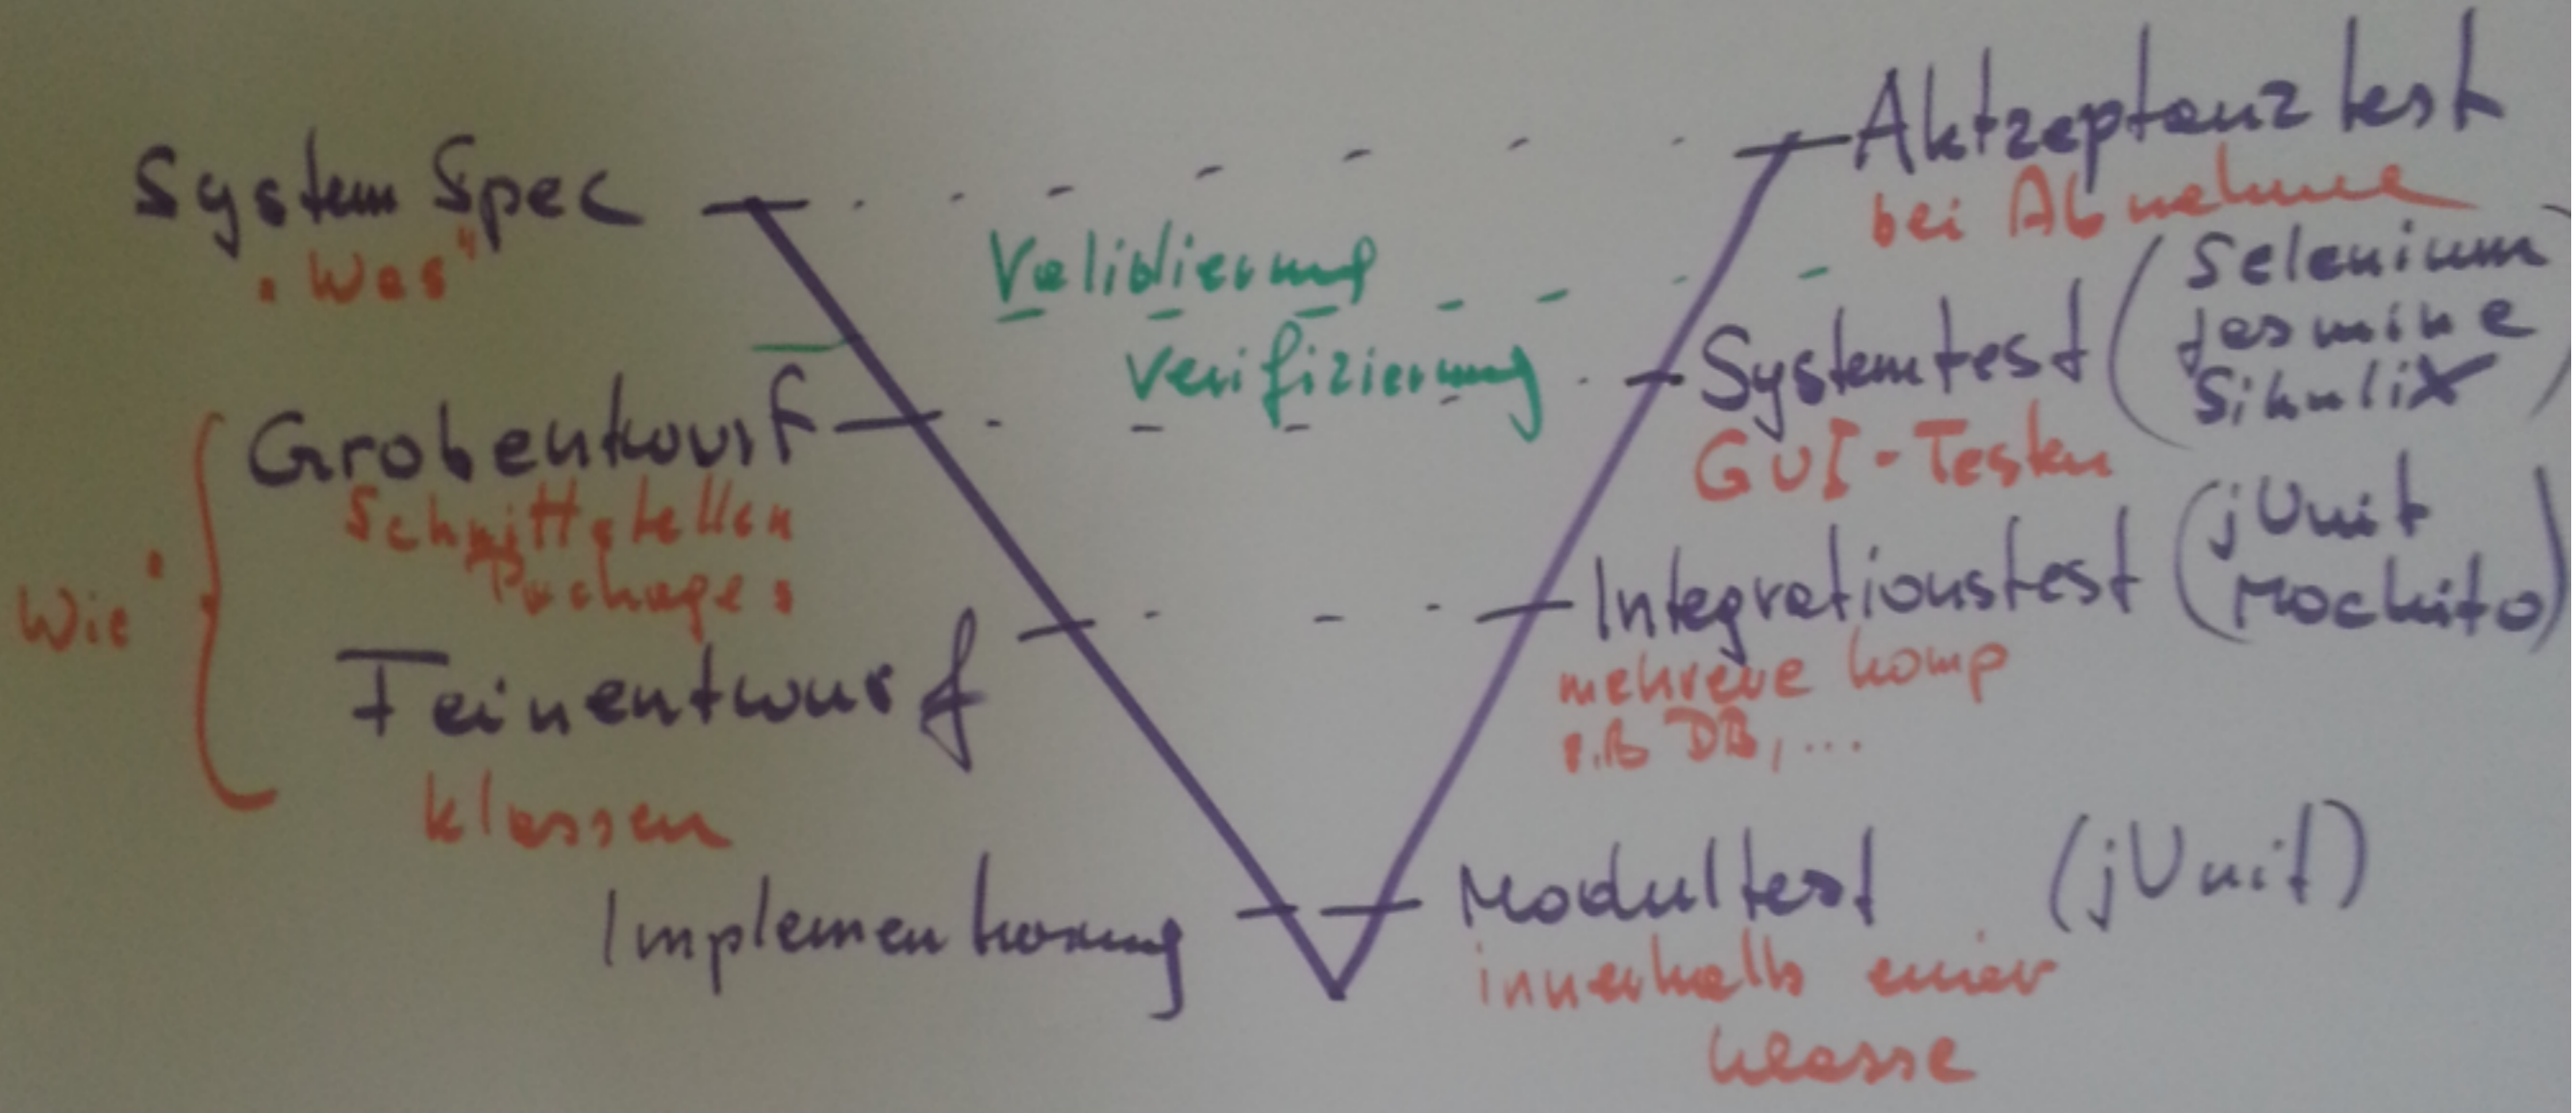 System Spec
"Was"
Aktzeptanztest
bei Abnahme
Validierung
Verifizierung
Systemtest
(Selenium
Jasmine
Sikulix)
GUI-Testen
Grobentwurf
Schnittstellen
Packages
Wie
Integrationstest
(jUnit
Mockito)
mehrere Komp
z.B DB, ...
Feinentwurf
Klassen
Implementierung
Modultest (jUnit)
innerhalb einer
Klasse